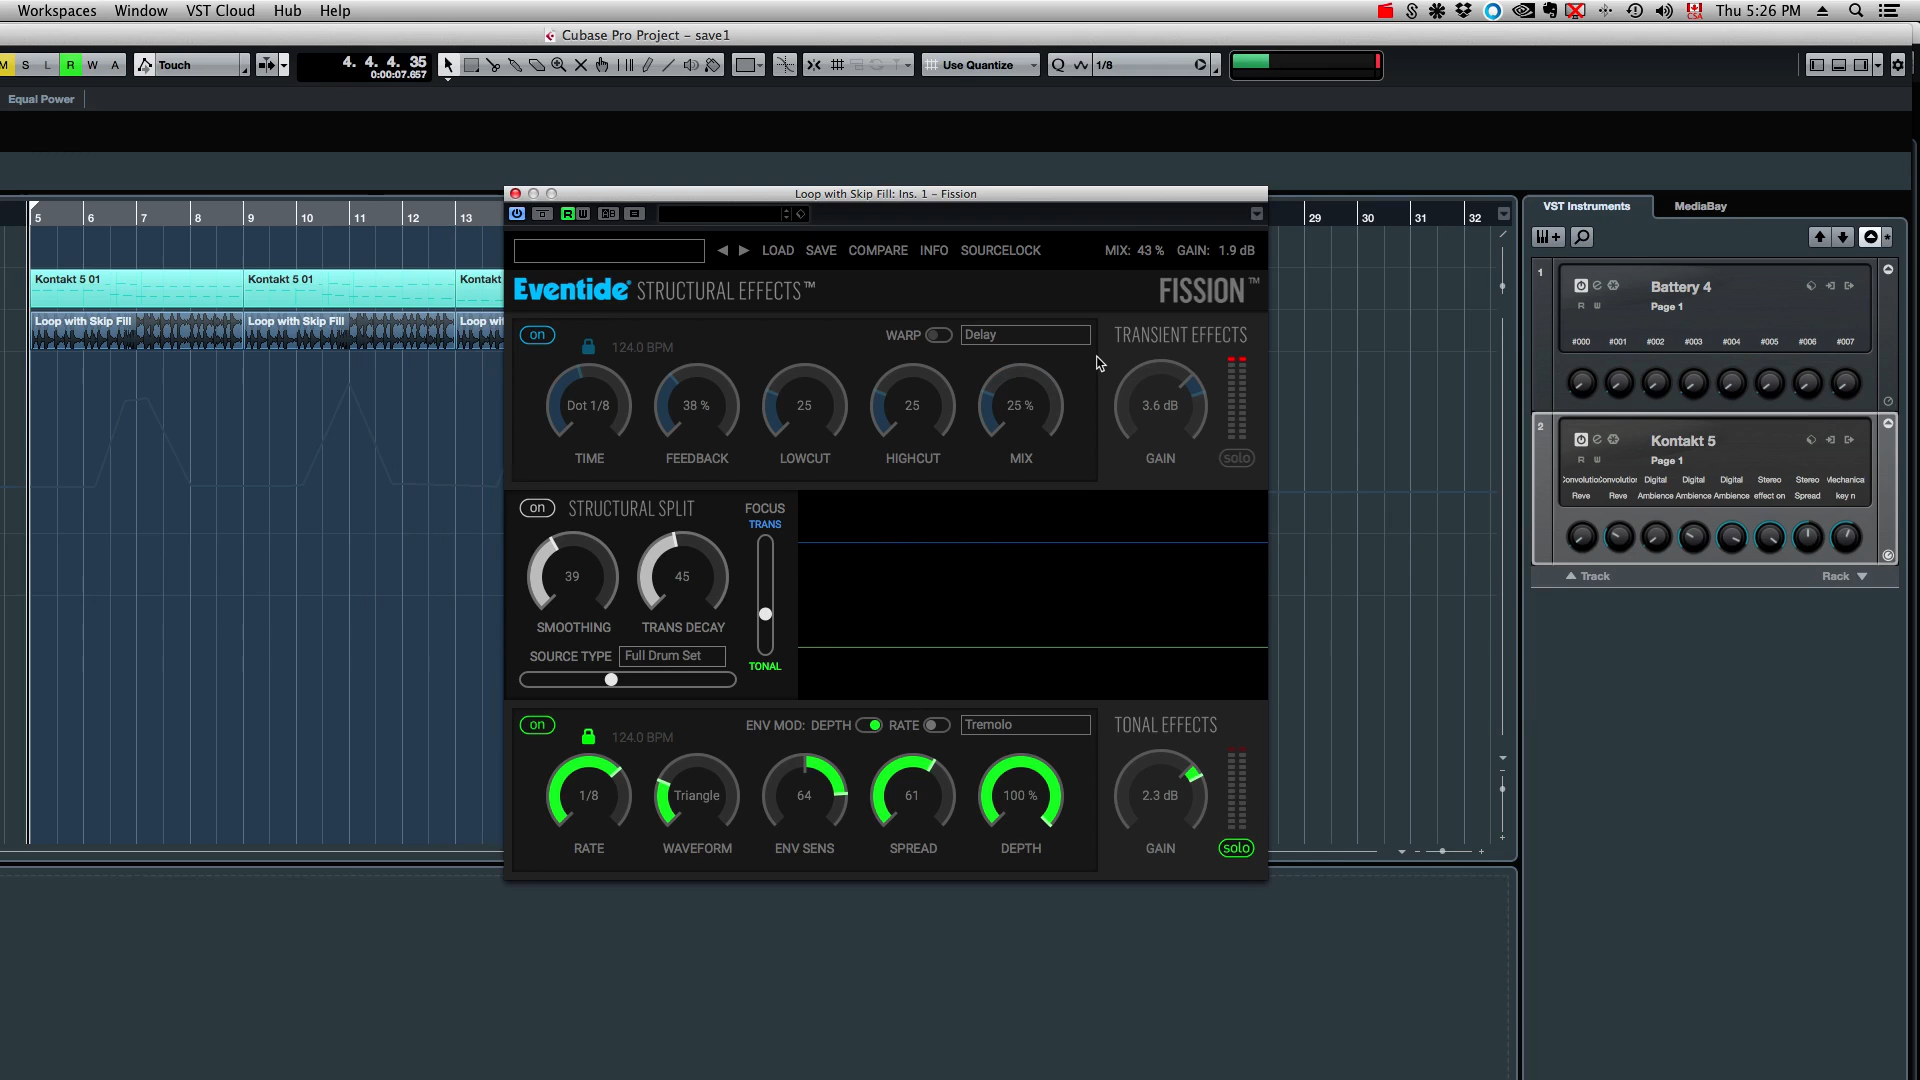 Workspaces Window VST Cloud Hub Help
CSA Thu 5:26 PM
Cubase Pro Project - save1
M S L R W A Touch 4. 4. 4. 35 Use Quantize Q 1/8
0:00:07.657
Equal Power
Loop with Skip Fill: Ins. 1 - Fission
5 6 7 8 9 10 11 12 13 29 30 31 32
VST Instruments MediaBay
LOAD SAVE COMPARE INFO SOURCELOCK MIX: 43 % GAIN: 1.9 dB
Kontakt 5 01 Kontakt 5 01 Kontakt
Loop with Skip Fill Loop with Skip Fill Loop wi
Eventide® STRUCTURAL EFFECTS™ FISSION™
on WARP Delay TRANSIENT EFFECTS
124.0 BPM
Dot 1/8 38 % 25 25 25 % 3.6 dB
TIME FEEDBACK LOWCUT HIGHCUT MIX GAIN solo
on STRUCTURAL SPLIT FOCUS
TRANS
39 45
SMOOTHING TRANS DECAY
SOURCE TYPE Full Drum Set
TONAL
on ENV MOD: DEPTH RATE Tremolo TONAL EFFECTS
124.0 BPM
1/8 Triangle 64 61 100 % 2.3 dB
RATE WAVEFORM ENV SENS SPREAD DEPTH GAIN solo
1 Battery 4
R W Page 1
#000 #001 #002 #003 #004 #005 #006 #007
2 Kontakt 5
R W Page 1
Digital Digital Digital Stereo Stereo
Reve Reve Ambience Ambience Ambience effect on Spread key n
Track Rack